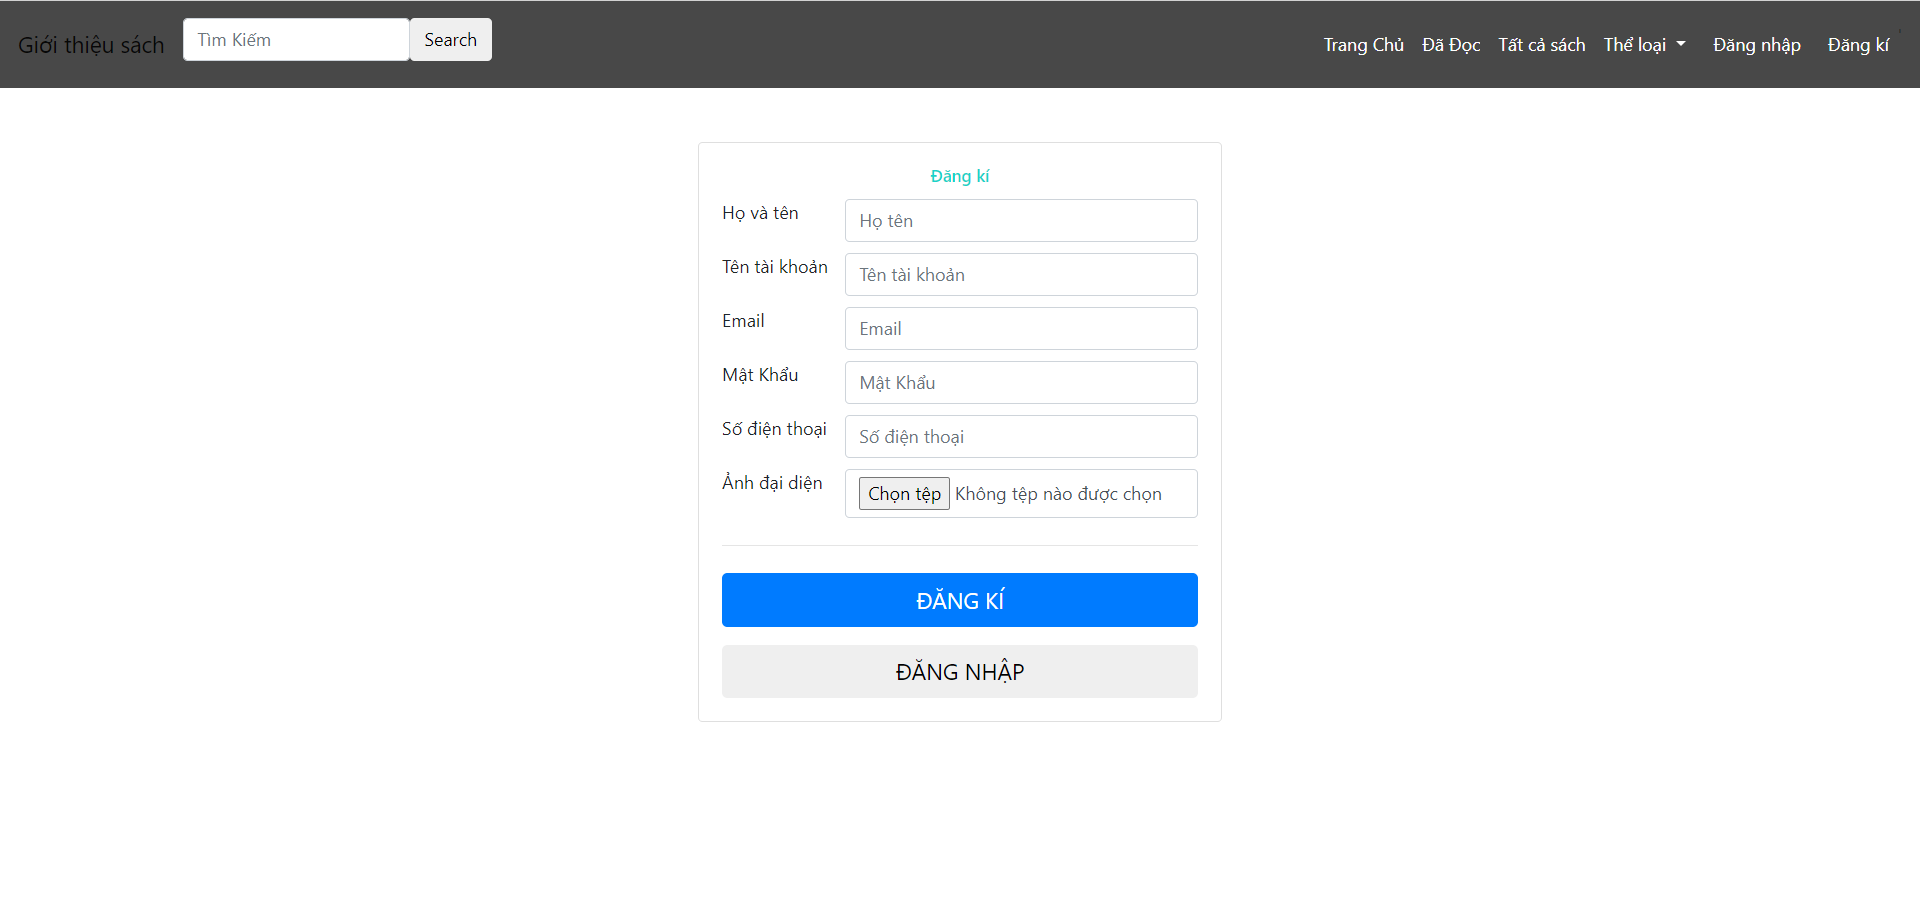 Giới thiệu sách Tìm Kiếm Search Trang Chủ Đã Đọc Tất cả sách Thể loại Đăng nhập Đăng kí
Đăng kí
Họ và tên Họ tên
Tên tài khoản Tên tài khoản
Email Email
Mật Khẩu Mật Khẩu
Số điện thoại Số điện thoại
Ảnh đại diện Chọn tệp Không tệp nào được chọn
ĐĂNG KÍ
ĐĂNG NHẬP